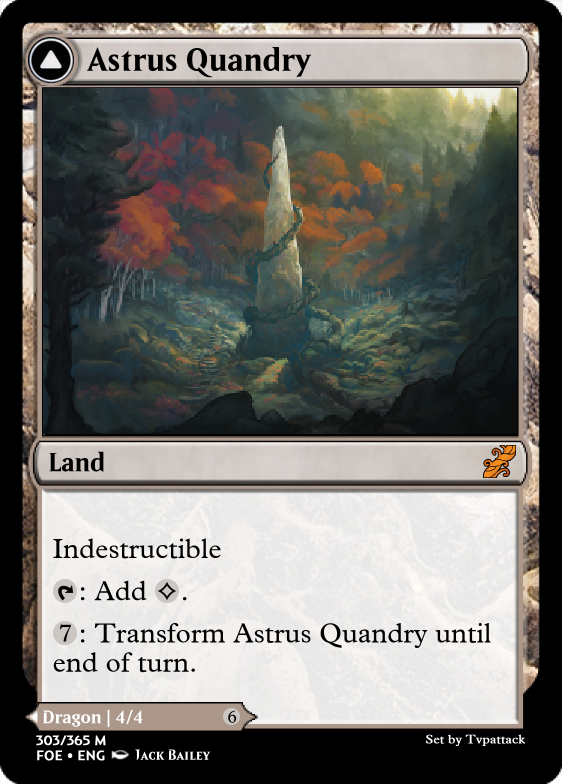 Astrus Quandry
Land
Indestructible
: Add .
7: Transform Astrus Quandry until
end of turn.
Dragon | 4/4 6
303/365 M
FOE • ENG Jack Bailey
Set by Tvpattack